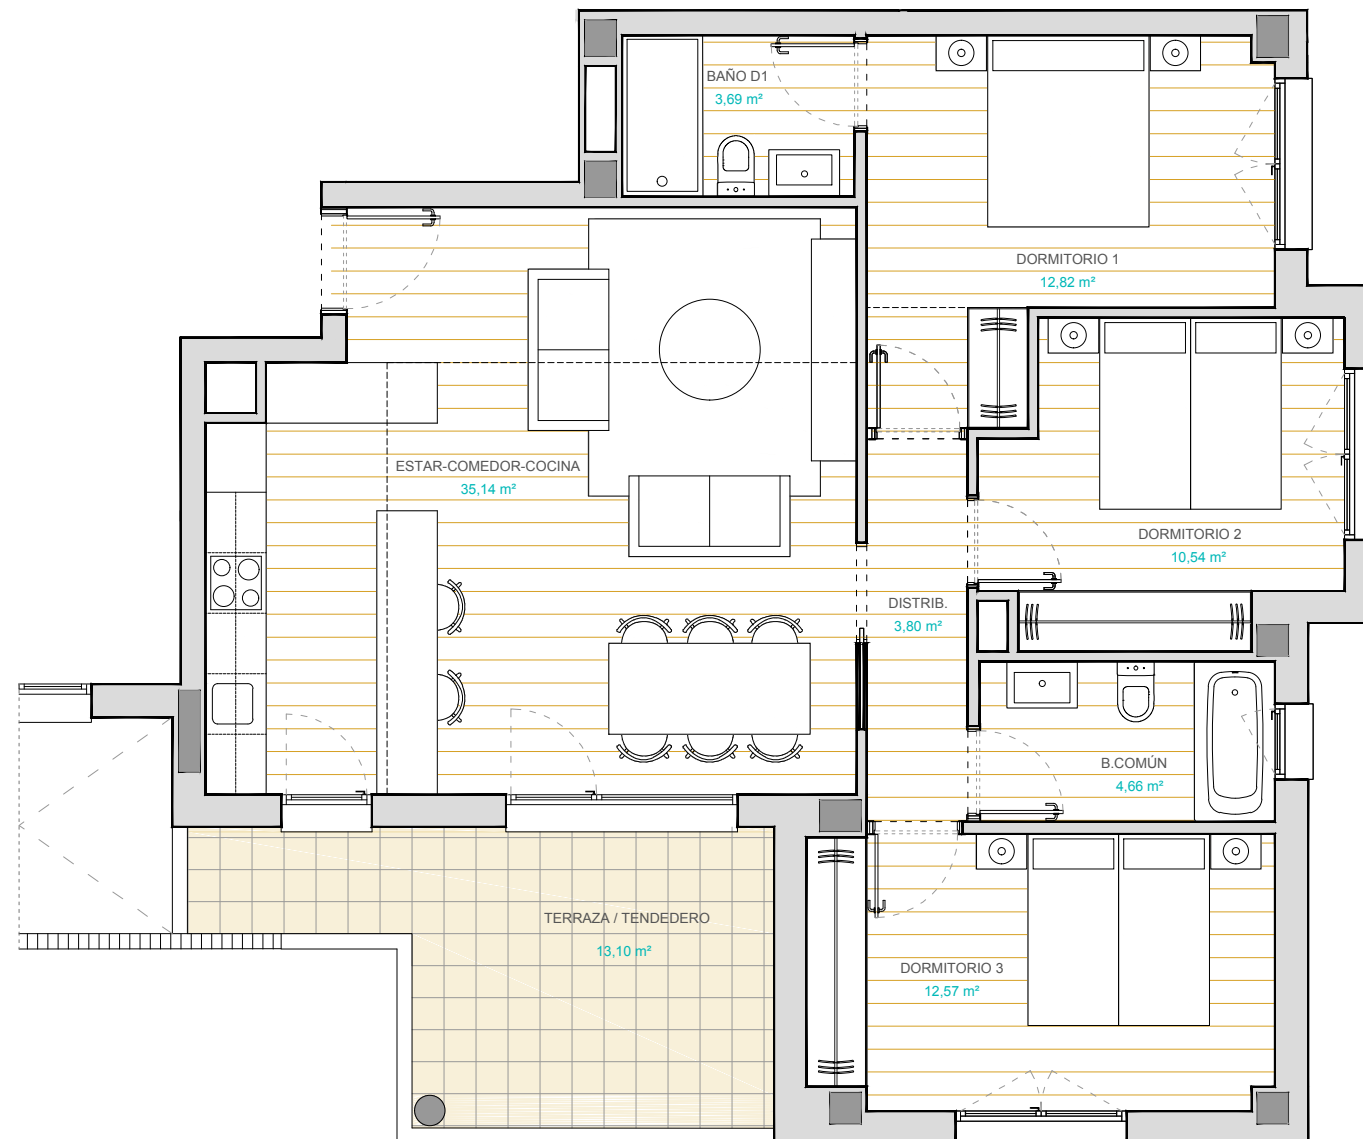 BAÑO D1
3,69 m²
DORMITORIO 1
12,82 m²
ESTAR-COMEDOR-COCINA
35,14 m²
DORMITORIO 2
10,54 m²
DISTRIB.
3,80 m²
B.COMÚN
4,66 m²
TERRAZA / TENDEDERO
13,10 m²
DORMITORIO 3
12,57 m²